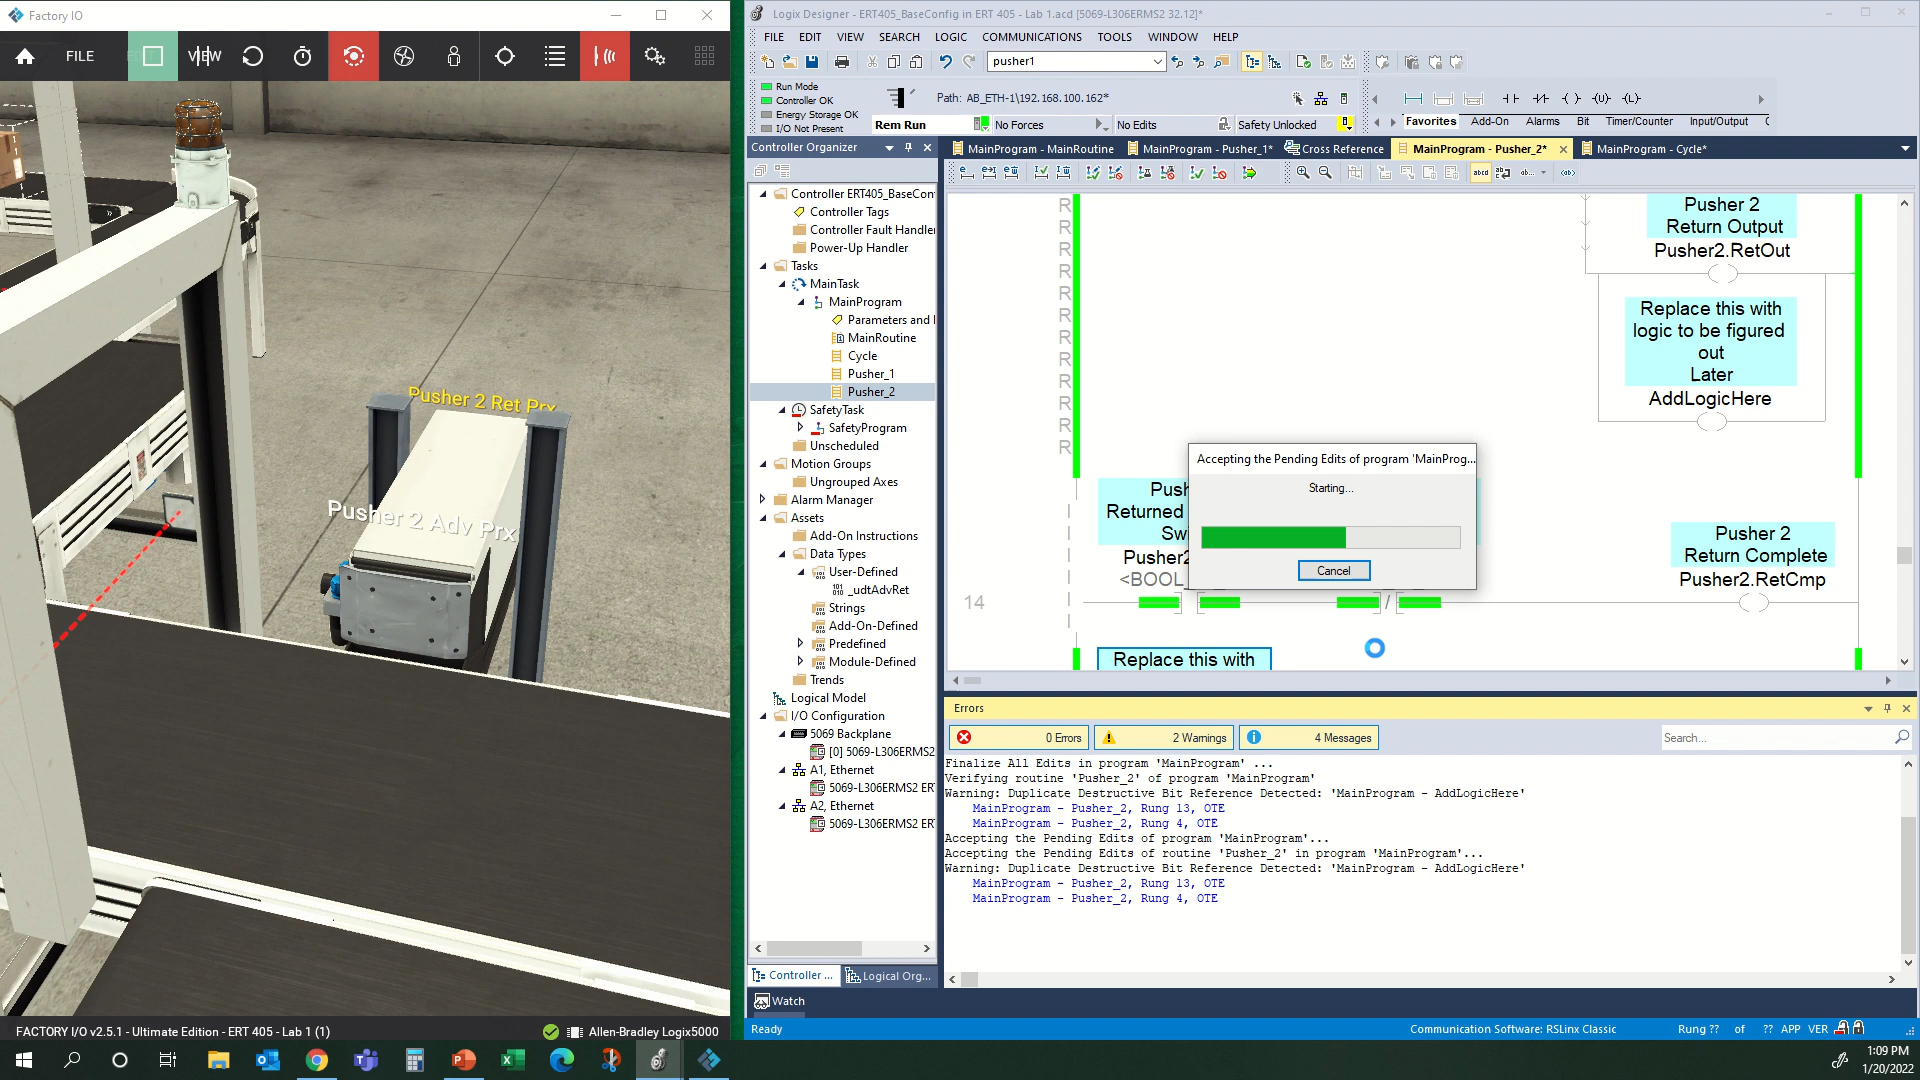 Factory IO
FILE
VIEW
Pusher 2 Ret Prx
Pusher 2 Adv Prx
FACTORY I/O v2.5.1 - Ultimate Edition - ERT 405 - Lab 1 (1)
Allen-Bradley Logix5000
Logix Designer - ERT405_BaseConfig in ERT 405 - Lab 1.acd [5069-L306ERMS2 32.12]*
FILE EDIT VIEW SEARCH LOGIC COMMUNICATIONS TOOLS WINDOW HELP
pusher1
Run Mode
Controller OK
Energy Storage OK
I/O Not Present
Path: AB_ETH-1\192.168.100.162*
Rem Run
No Forces
No Edits
Safety Unlocked
Favorites Add-On Alarms Bit Timer/Counter Input/Output
Controller Organizer
Controller ERT405_BaseCon
Controller Tags
Controller Fault Handler
Power-Up Handler
Tasks
MainTask
MainProgram
Parameters and
MainRoutine
Cycle
Pusher_1
Pusher_2
SafetyTask
SafetyProgram
Unscheduled
Motion Groups
Ungrouped Axes
Alarm Manager
Assets
Add-On Instructions
Data Types
User-Defined
_udtAdvRet
Strings
Add-On-Defined
Predefined
Module-Defined
Trends
Logical Model
I/O Configuration
5069 Backplane
[0] 5069-L306ERMS2
A1, Ethernet
5069-L306ERMS2 ER
A2, Ethernet
5069-L306ERMS2 ER
Controller ...
Logical Org...
Watch
MainProgram - MainRoutine
MainProgram - Pusher_1*
Cross Reference
MainProgram - Pusher_2*
MainProgram - Cycle*
R
R
R
R
R
R
R
R
R
R
R
R
Pusher 2
Return Output
Pusher2.RetOut
Replace this with
logic to be figured
out
Later
AddLogicHere
Push
Returned
Swi
Pusher2
<BOOL
14
/
Pusher 2
Return Complete
Pusher2.RetCmp
Replace this with
Accepting the Pending Edits of program 'MainProg...
Starting...
Cancel
Errors
0 Errors
2 Warnings
4 Messages
Search...
Finalize All Edits in program 'MainProgram' ...
Verifying routine 'Pusher_2' of program 'MainProgram'
Warning: Duplicate Destructive Bit Reference Detected: 'MainProgram - AddLogicHere'
MainProgram - Pusher_2, Rung 13, OTE
MainProgram - Pusher_2, Rung 4, OTE
Accepting the Pending Edits of program 'MainProgram'...
Accepting the Pending Edits of routine 'Pusher_2' in program 'MainProgram'...
Warning: Duplicate Destructive Bit Reference Detected: 'MainProgram - AddLogicHere'
MainProgram - Pusher_2, Rung 13, OTE
MainProgram - Pusher_2, Rung 4, OTE
Ready
Communication Software: RSLinx Classic
Rung ?? of ?? APP VER
1:09 PM
1/20/2022